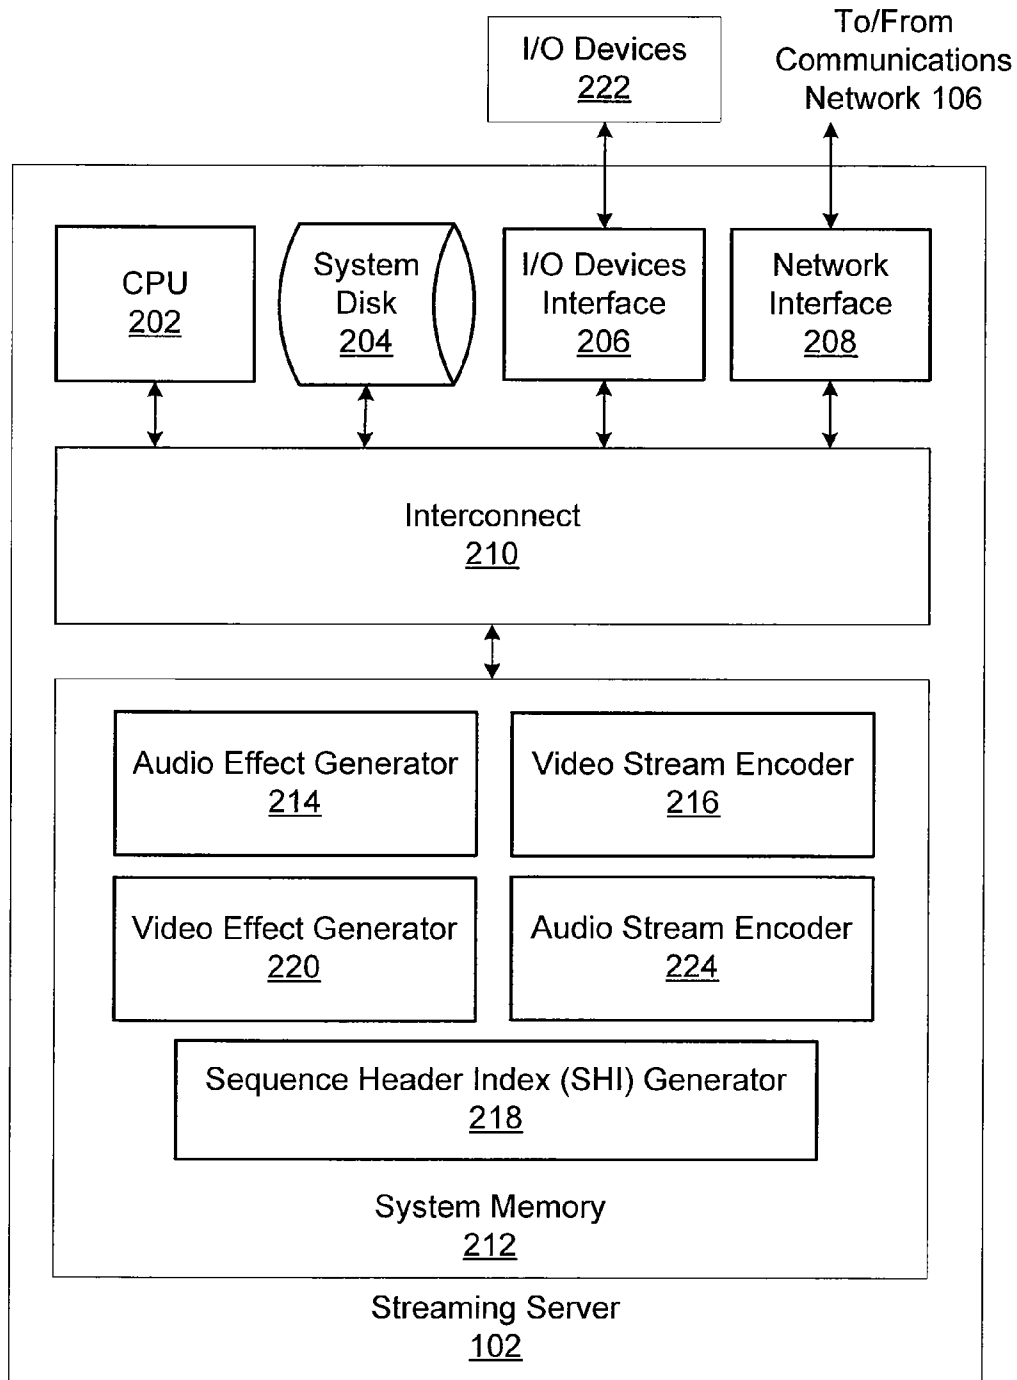 I/O Devices
222
To/From
Communications
Network 106
CPU
202
System
Disk
204
I/O Devices
Interface
206
Network
Interface
208
Interconnect
210
Audio Effect Generator
214
Video Stream Encoder
216
Video Effect Generator
220
Audio Stream Encoder
224
Sequence Header Index (SHI) Generator
218
System Memory
212
Streaming Server
102